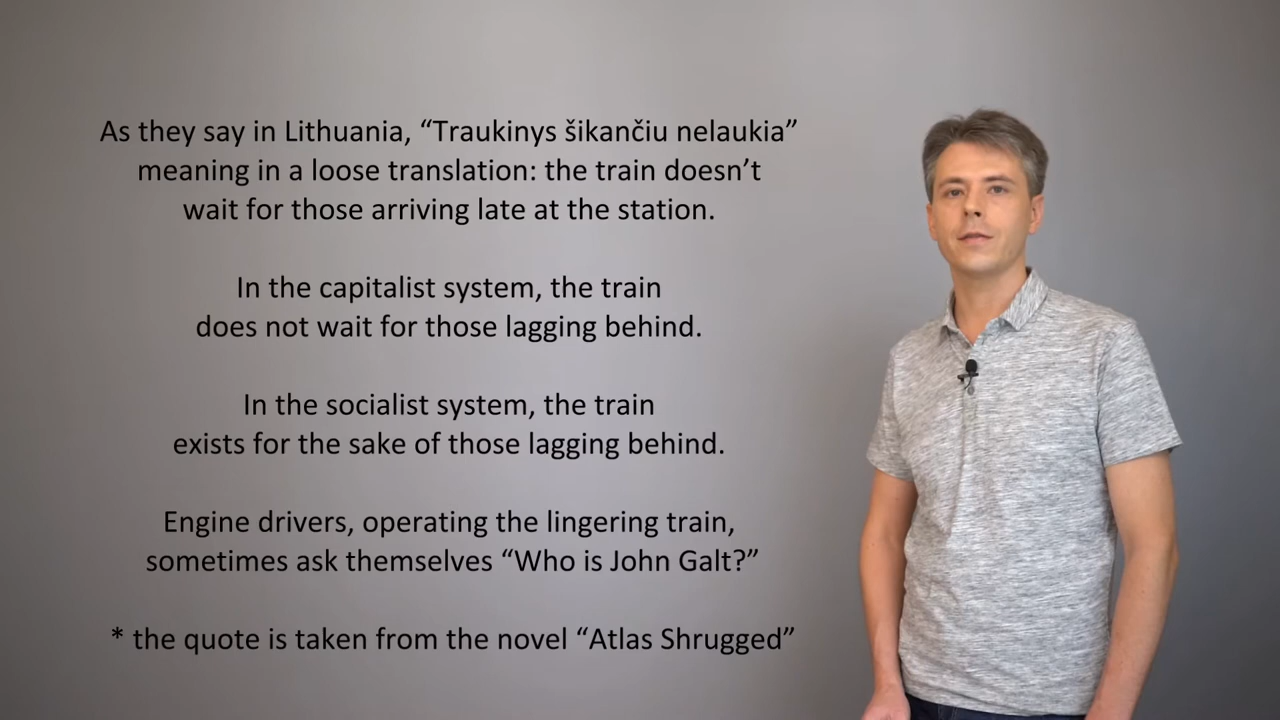 As they say in Lithuania, “Traukinys šikančiu nelaukia”
meaning in a loose translation: the train doesn’t
wait for those arriving late at the station.
In the capitalist system, the train
does not wait for those lagging behind.
In the socialist system, the train
exists for the sake of those lagging behind.
Engine drivers, operating the lingering train,
sometimes ask themselves “Who is John Galt?”
* the quote is taken from the novel “Atlas Shrugged”